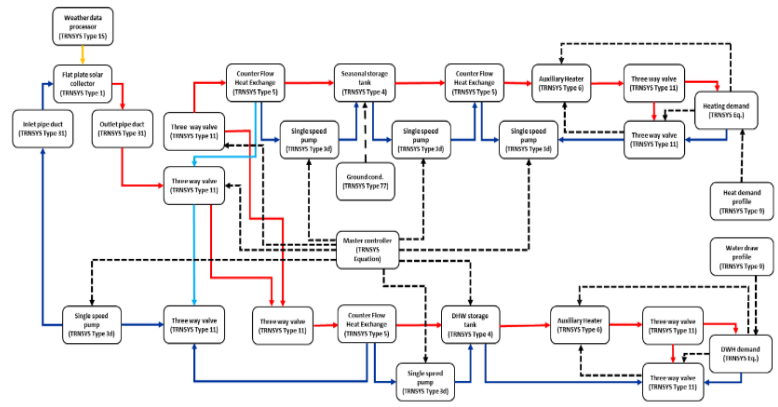 Weather data
processor
(TRNSYS Type 15)
Flat plate solar
collector
(TRNSYS Type 1)
Inlet pipe duct
(TRNSYS Type 31)
Outlet pipe duct
(TRNSYS Type 31)
Counter Flow
Heat Exchange
(TRNSYS Type 5)
Seasonal storage
tank
(TRNSYS Type 4)
Counter Flow
Heat Exchange
(TRNSYS Type 5)
Auxiliary Heater
(TRNSYS Type 6)
Three way valve
(TRNSYS Type 11)
Heating demand
(TRNSYS Eq.)
Three way valve
(TRNSYS Type 11)
Single speed
pump
(TRNSYS Type 3d)
Single speed
pump
(TRNSYS Type 3d)
Single speed
pump
(TRNSYS Type 3d)
Three way valve
(TRNSYS Type 11)
Three way valve
(TRNSYS Type 11)
Ground cond.
(TRNSYS Type 77)
Heat demand
profile
(TRNSYS Type 9)
Master controller
(TRNSYS
Equation)
Water draw
profile
(TRNSYS Type 9)
Single speed
pump
(TRNSYS Type 3d)
Three way valve
(TRNSYS Type 11)
Three way valve
(TRNSYS Type 11)
Counter Flow
Heat Exchange
(TRNSYS Type 5)
DHW storage
tank
(TRNSYS Type 4)
Auxiliary Heater
(TRNSYS Type 6)
Three way valve
(TRNSYS Type 11)
DWH demand
(TRNSYS Eq.)
Single speed
pump
(TRNSYS Type 3d)
Three-way valve
(TRNSYS Type 11)